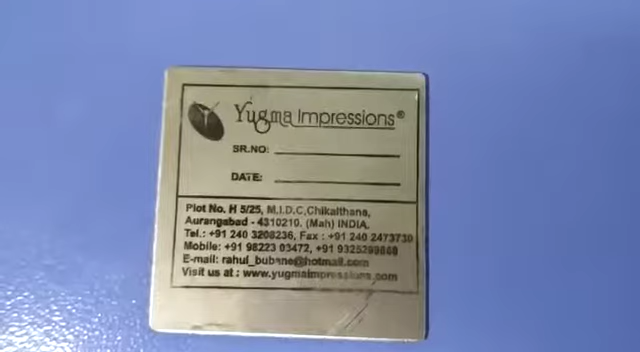 Yugma Impressions®
SR.NO:
DATE:
Plot No. H 5/25, M.I.D.C,Chikalthana,
Aurangabad - 4310210. (Mah) INDIA.
Tel.: +91 240 3208236, Fax : +91 240 2473730
Mobile: +91 98223 03472, +91
E-mail: rahul_bubane@hotmail.com
Visit us at : www.yugmaimpressions.com